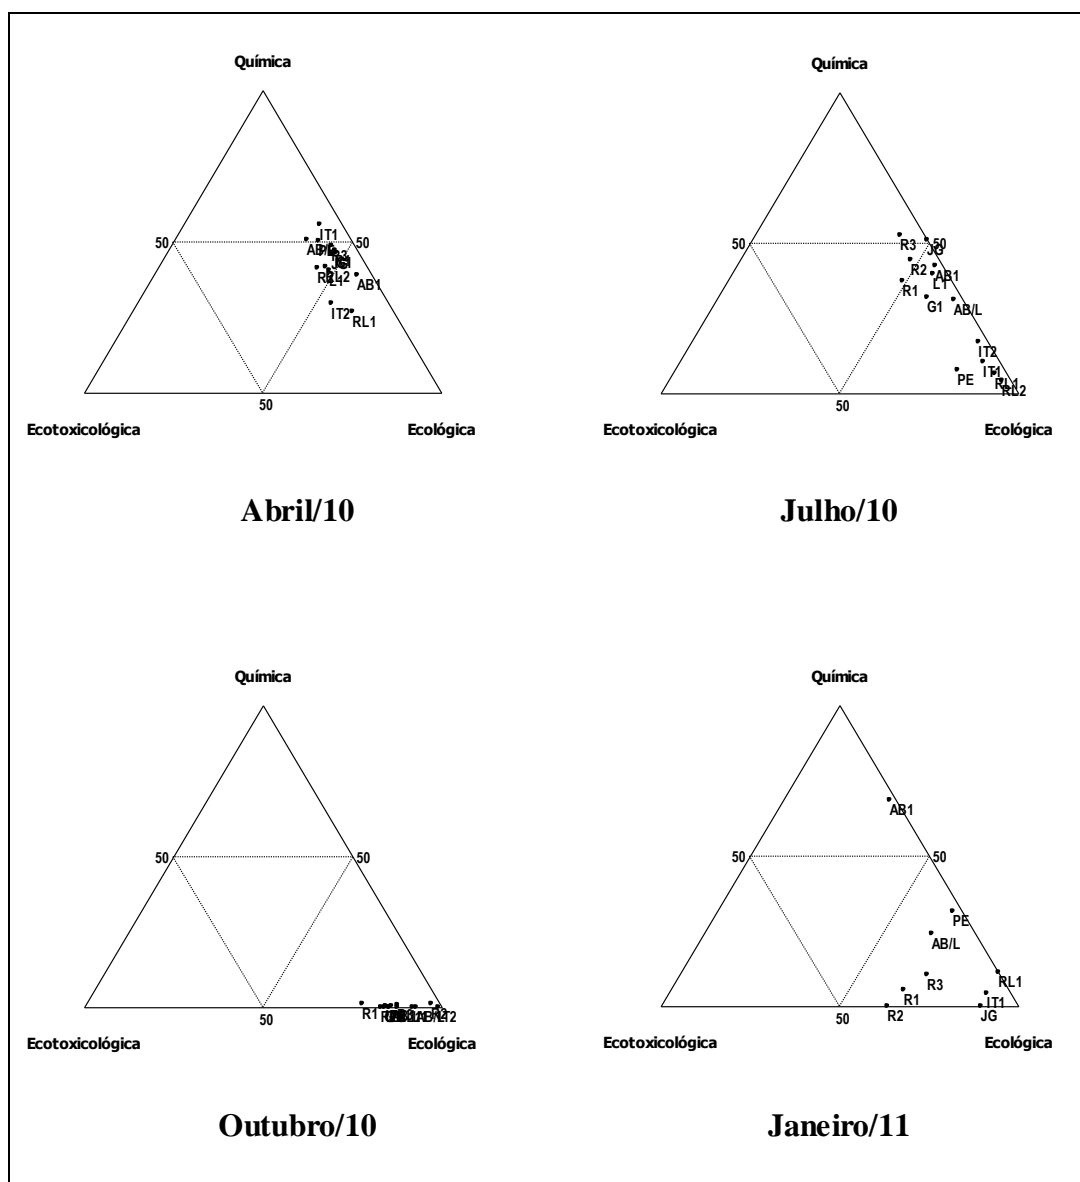 Química
50
50
IT1
AB1
RL2
L1
AB1
IT2
RL1
50
Ecotoxicológica
Ecológica
Abril/10
Química
50
50
R3
JG
R2
AB1
L1
R1
G1
AB/L
IT2
IT1
PE
RL1
RL2
50
Ecotoxicológica
Ecológica
Julho/10
Química
50
50
R1
50
Ecotoxicológica
Ecológica
Outubro/10
Química
AB1
50
50
PE
AB/L
R3
RL1
R1
IT1
50
R2
JG
Ecotoxicológica
Ecológica
Janeiro/11